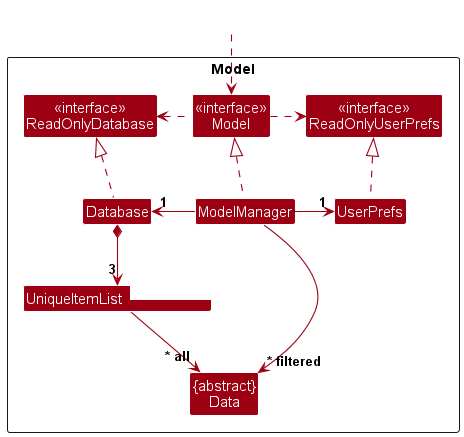 Model
«interface»
ReadOnlyDatabase
«interface»
Model
«interface»
ReadOnlyUserPrefs
Database
1
ModelManager
1
UserPrefs
3
UniqueItemList
* all
* filtered
{abstract}
Data